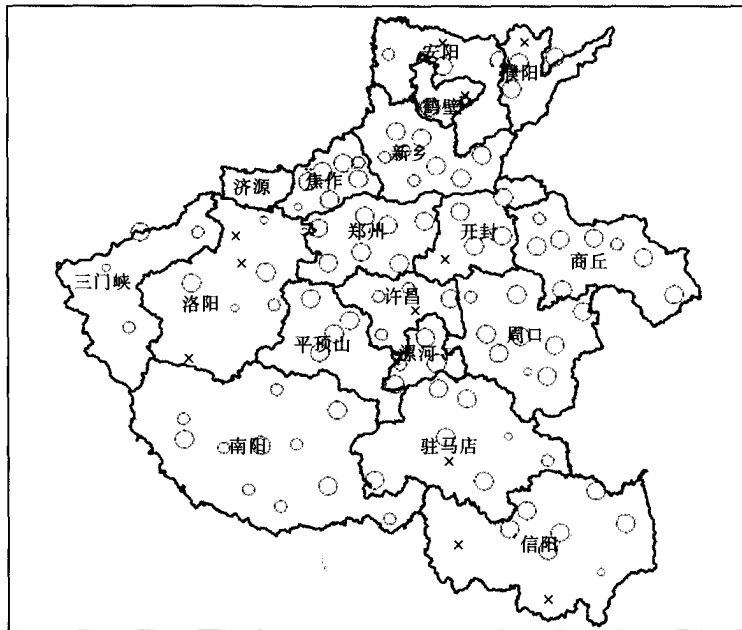 安阳
濮阳
鹤壁
新乡
济源
焦作
郑州
开封
商丘
三门峡
洛阳
许昌
平顶山
漯河
周口
南阳
驻马店
信阳